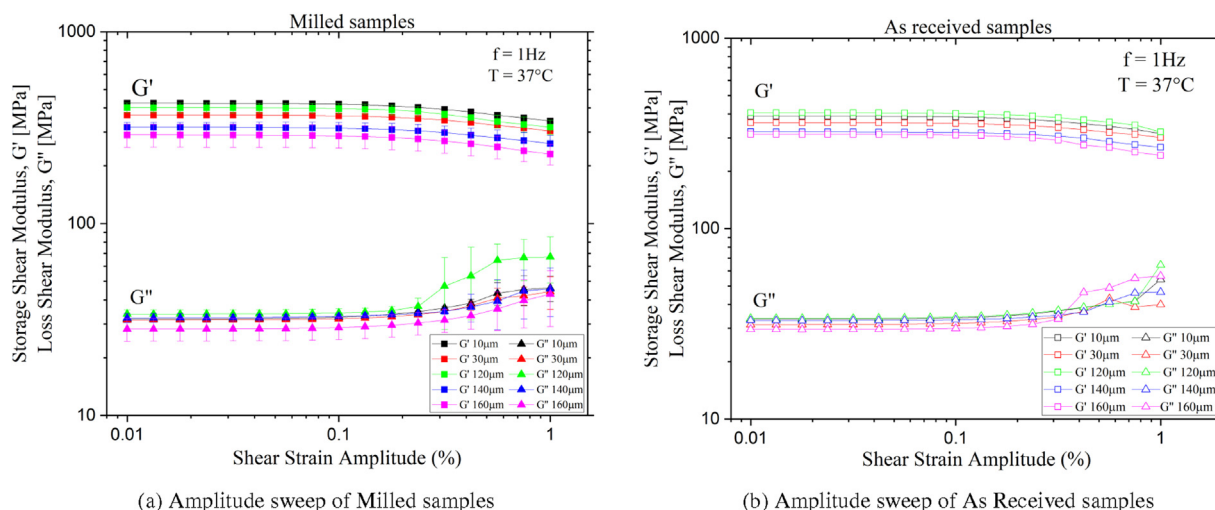 Milled samples
1000
100
10
0.01
0.1
1
Storage Shear Modulus, G' [MPa]
Loss Shear Modulus, G" [MPa]
Shear Strain Amplitude (%)
f = 1Hz
T = 37°C
G'
G"
G' 10µm G" 10µm
G' 30µm G" 30µm
G' 120µm G" 120µm
G' 140µm G" 140µm
G' 160µm G" 160µm
(a) Amplitude sweep of Milled samples
As received samples
1000
100
10
0.01
0.1
1
Storage Shear Modulus, G' [MPa]
Loss Shear Modulus, G" [MPa]
Shear Strain Amplitude (%)
f = 1Hz
T = 37°C
G'
G"
G' 10µm G" 10µm
G' 30µm G" 30µm
G' 120µm G" 120µm
G' 140µm G" 140µm
G' 160µm G" 160µm
(b) Amplitude sweep of As Received samples